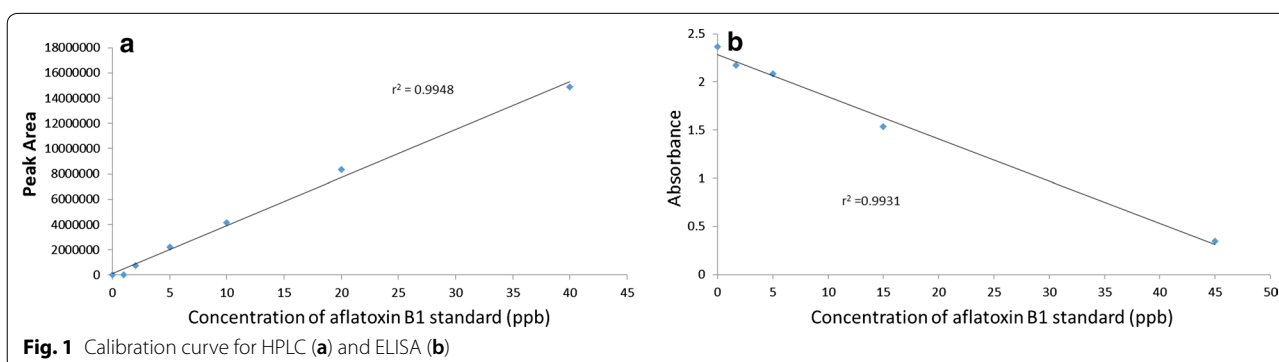 a
18000000
16000000
14000000
12000000
10000000
8000000
6000000
4000000
2000000
0
Peak Area
r² = 0.9948
0 5 10 15 20 25 30 35 40 45
Concentration of aflatoxin B1 standard (ppb)
b
2.5
2
1.5
1
0.5
0
Absorbance
r² =0.9931
0 5 10 15 20 25 30 35 40 45 50
Concentration of aflatoxin B1 standard (ppb)
Fig. 1 Calibration curve for HPLC (a) and ELISA (b)